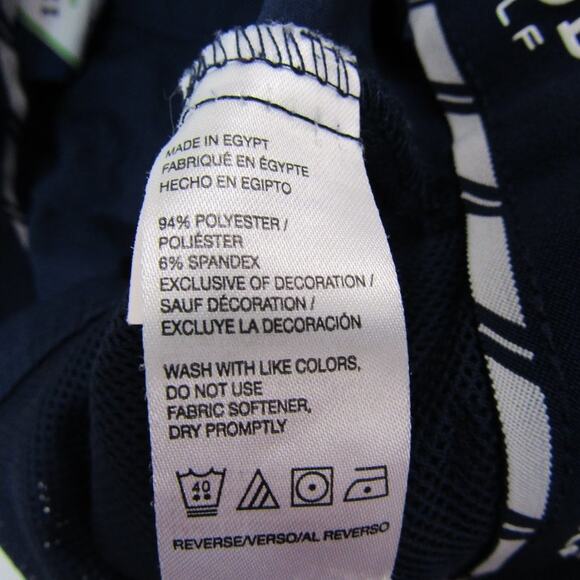 MADE IN EGYPT
FABRIQUÉ EN ÉGYPTE
HECHO EN EGIPTO
94% POLYESTER /
POLIÉSTER
6% SPANDEX
EXCLUSIVE OF DECORATION /
SAUF DÉCORATION /
EXCLUYE LA DECORACIÓN
WASH WITH LIKE COLORS,
DO NOT USE
FABRIC SOFTENER,
DRY PROMPTLY
40
REVERSE/VERSO/AL REVERSO